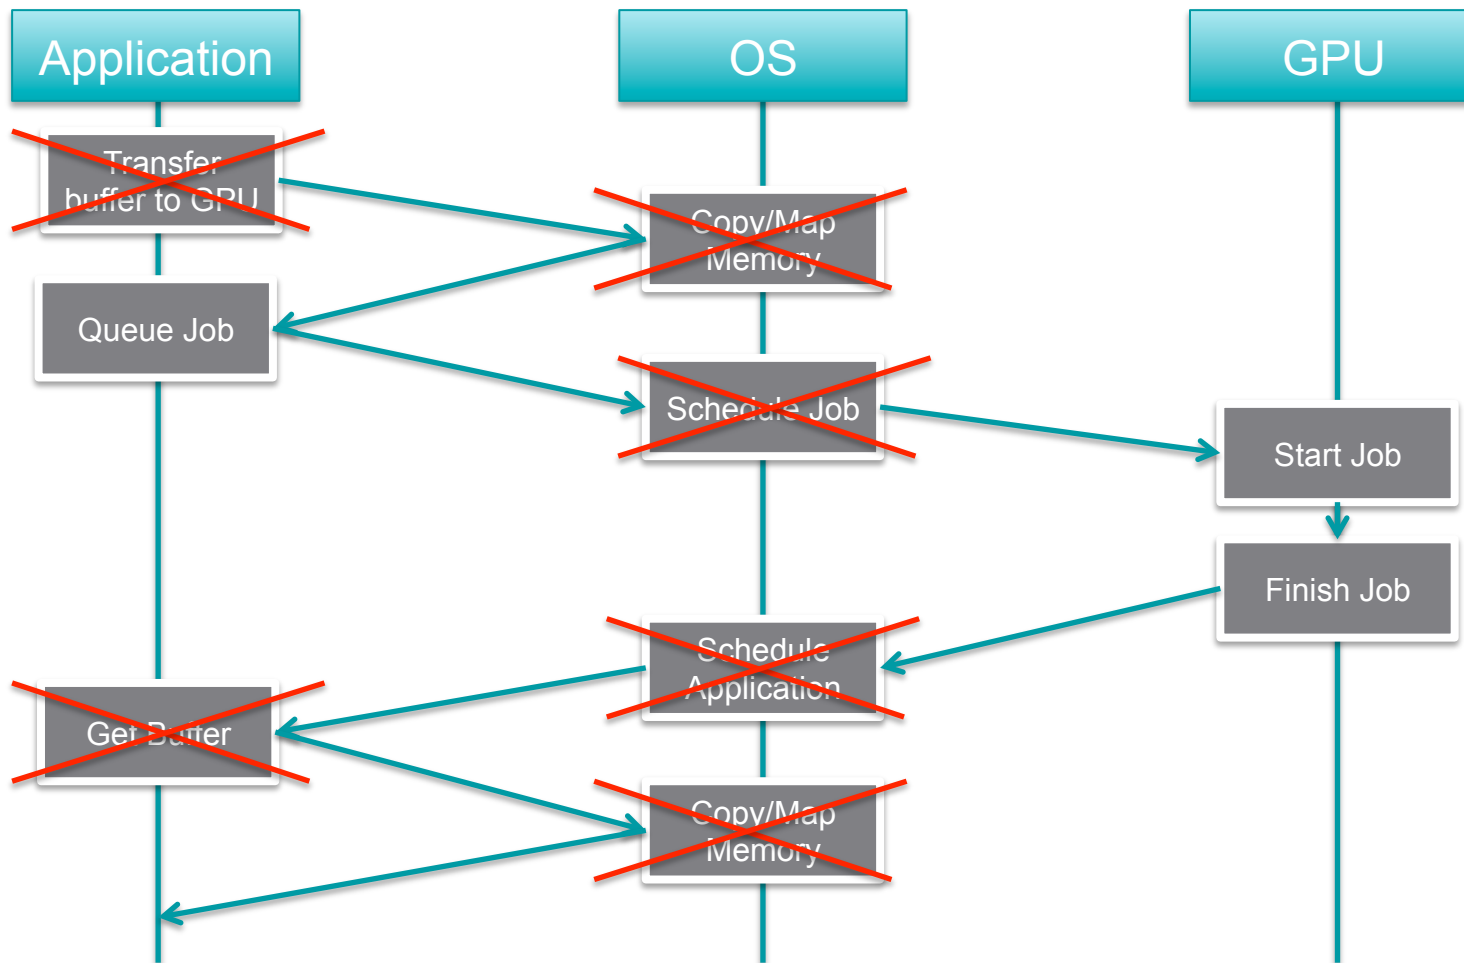 Application
OS
GPU
Transfer
buffer to GPU
Copy/Map
Memory
Queue Job
Schedule Job
Start Job
Finish Job
Schedule
Application
Get Buffer
Copy/Map
Memory